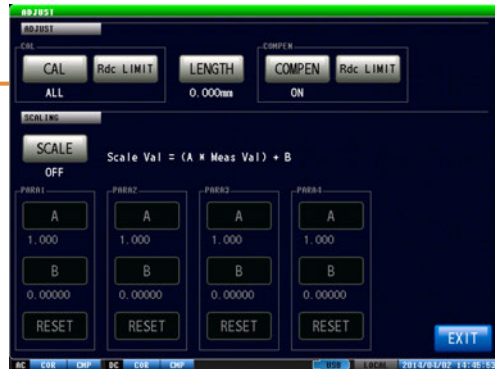 ADJUST
ADJUST
CAL
COMPEN
CAL Rdc LIMIT LENGTH COMPEN Rdc LIMIT
ALL 0.000mm ON
SCALING
SCALE
OFF
Scale Val = (A × Meas Val) + B
PARA1 PARA2 PARA3 PARA4
A A A A
1.000 1.000 1.000 1.000
B B B B
0.00000 0.00000 0.00000 0.00000
RESET RESET RESET RESET
EXIT
AC COR CMP DC COR CMP USB LOCAL 2014/04/02 14:45:52